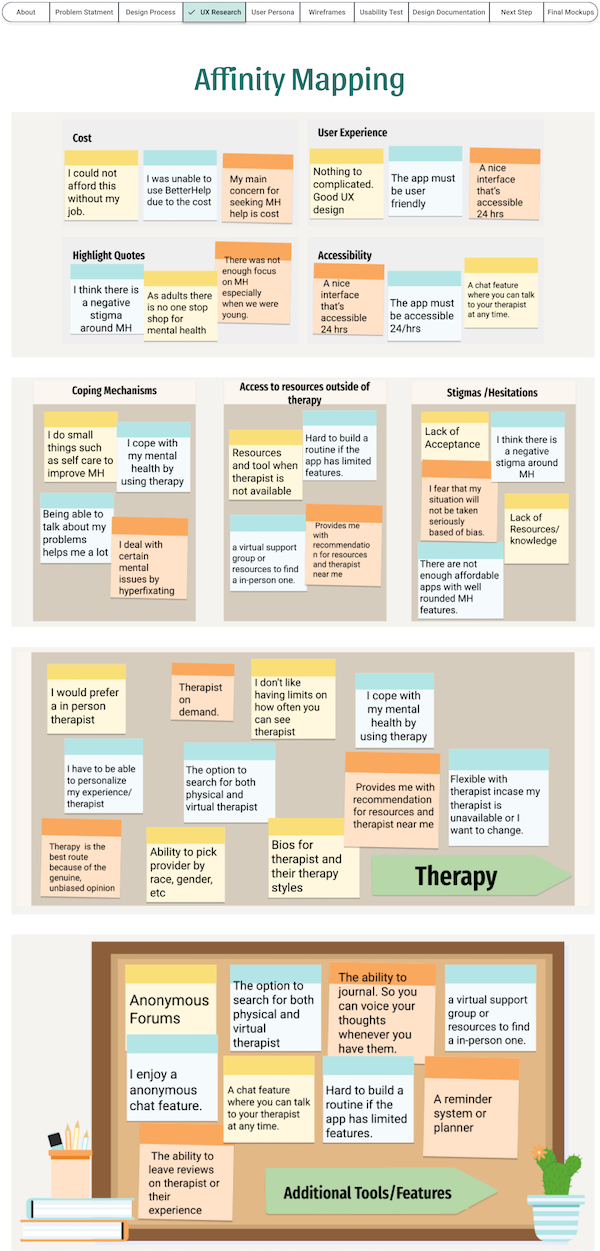 About
Problem Statment
Design Process
UX Research
User Persona
Wireframes
Usability Test
Design Documentation
Next Step
Final Mockups
Affinity Mapping
Cost
I could not
afford this
without my
job.
I was unable to
use BetterHelp
due to the cost
My main
concern for
seeking MH
help is cost
User Experience
Nothing to
complicated.
Good UX
design
The app must
be user
friendly
A nice
interface
that's
accessible
24 hrs
Highlight Quotes
I think there is
a negative
stigma
around MH
As adults there
is no one stop
shop for
mental health
There was not
enough focus
on MH
especially
when we were
young.
Accessibility
A nice
interface
that's
accessible
24 hrs
The app must
be accessible
24/hrs
A chat feature
where you can talk
to your therapist
at any time.
Coping Mechanisms
I do small
things such
as self care to
improve MH
I cope with
my mental
health by
using therapy
Being able to
talk about my
problems
helps me a lot
I deal with
certain
mental
issues by
hyperfixating
Access to resources outside of
therapy
Resources
and tool when
therapist is
not available
Hard to build a
routine if the
app has limited
features.
a virtual support
group or
resources to find
a in-person one.
Provides me
with
recommendatio
n for resources
and therapist
near me
Stigmas /Hesitations
Lack of
Acceptance
I think there is
a negative
stigma around
MH
I fear that my
situation will
not be taken
seriously
based of bias.
Lack of
Resources/
knowledge
There are not
enough affordable
apps with well
rounded MH
features.
I would prefer
a in person
therapist
Therapist
on
demand.
I don't like
having limits on
how often you
can see
therapist
I cope with
my mental
health by
using therapy
I have to be able
to personalize
my experience/
therapist
The option to
search for both
physical and
virtual therapist
Provides me with
recommendation
for resources and
therapist near me
Flexible with
therapist incase my
therapist is
unavailable or I
want to change.
Therapy is the
best route
because of the
genuine,
unbiased opinion
Ability to pick
provider by
race, gender,
etc
Bios for
therapist and
their therapy
styles
Therapy
Anonymous
Forums
The option to
search for both
physical and
virtual
therapist
The ability to
journal. So you
can voice your
thoughts
whenever you
have them.
a virtual support
group or
resources to find
a in-person one.
I enjoy a
anonymous
chat feature.
A chat feature
where you can talk
to your therapist
at any time.
Hard to build a
routine if the
app has limited
features.
A reminder
system or
planner
The ability to
leave reviews
on therapist or
their
experience
Additional Tools/Features